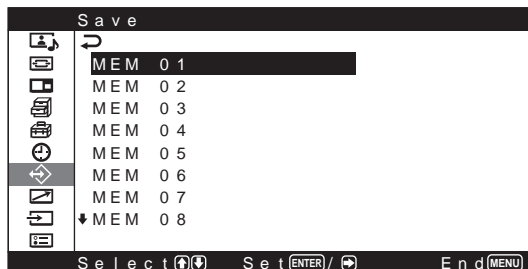 Save
MEM 01
MEM 02
MEM 03
MEM 04
MEM 05
MEM 06
MEM 07
MEM 08
Select Set ENTER / End MENU